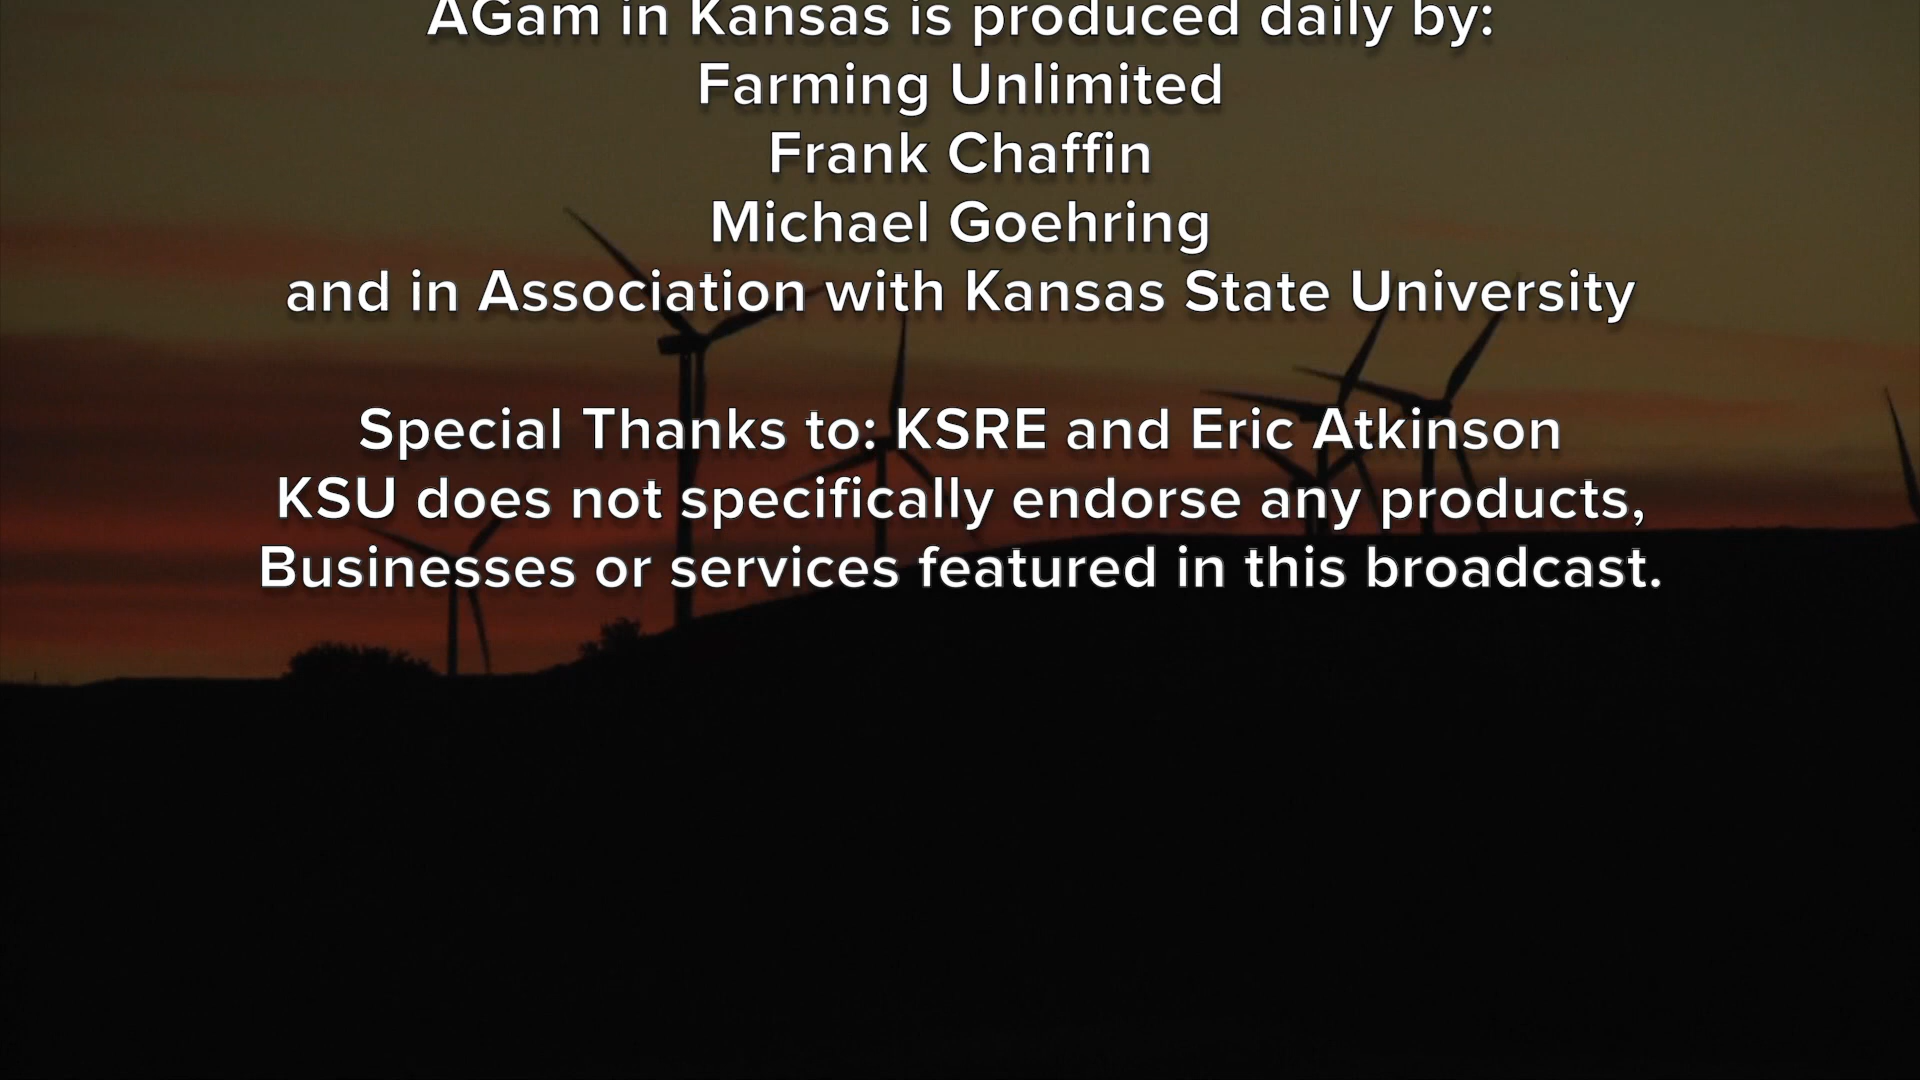 AGam in Kansas is produced daily by:
Farming Unlimited
Frank Chaffin
Michael Goehring
and in Association with Kansas State University
Special Thanks to: KSRE and Eric Atkinson
KSU does not specifically endorse any products,
Businesses or services featured in this broadcast.